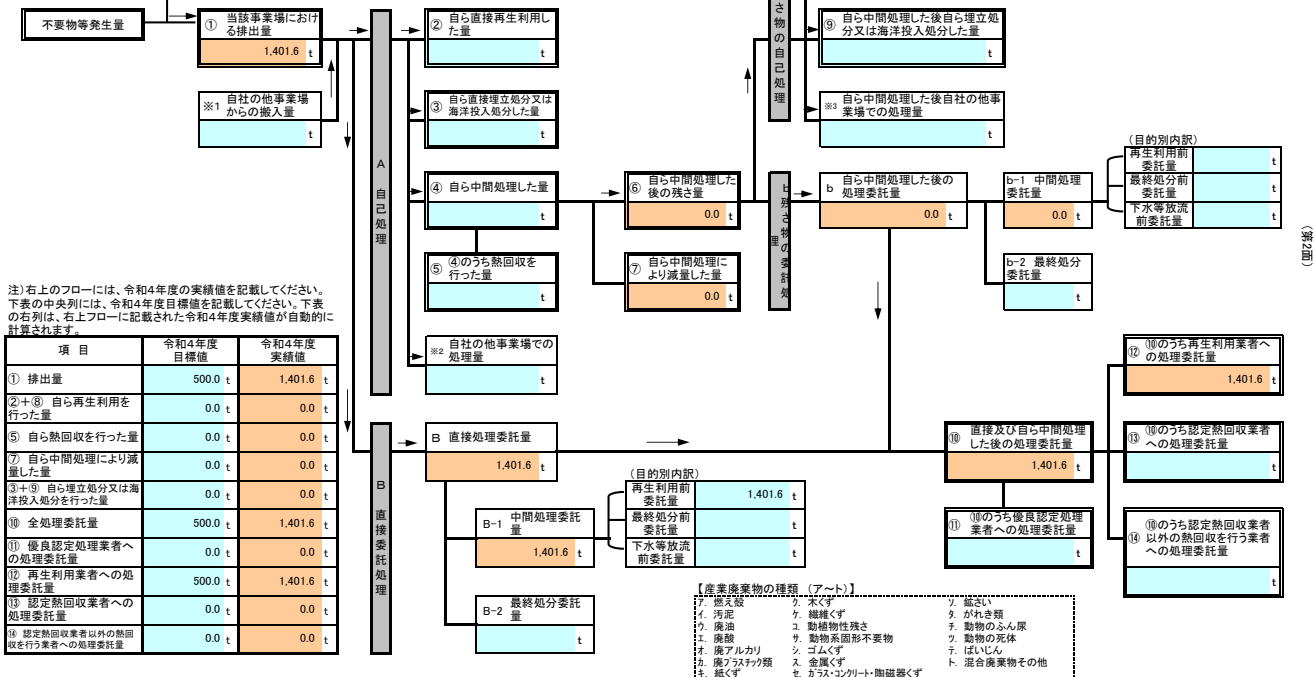 不要物等発生量
① 当該事業場におけ
る排出量
1,401.6 t
※1 自社の他事業場
からの搬入量
t
A 自己処理
② 自ら直接再生利用し
た量
t
③ 自ら直接埋立処分又は
海洋投入処分した量
t
④ 自ら中間処理した量
t
⑤ ④のうち熱回収を
行った量
t
※2 自社の他事業場での
処理量
t
⑥ 自ら中間処理した
後の残さ量
0.0 t
⑦ 自ら中間処理に
より減量した量
0.0 t
さ物の自己処理
⑨ 自ら中間処理した後自ら埋立処
分又は海洋投入処分した量
t
※3 自ら中間処理した後自社の他事
業場での処理量
t
b 残さ物の委託処
理
b 自ら中間処理した後の
処理委託量
0.0 t
b-1 中間処理
委託量
0.0 t
b-2 最終処分
委託量
t
(目的別内訳)
再生利用前
委託量 t
最終処分前
委託量 t
下水等放流
前委託量 t
(第2面)
注)右上のフローには、令和4年度の実績値を記載してください。
下表の中央列には、令和4年度目標値を記載してください。下表
の右列は、右上フローに記載された令和4年度実績値が自動的に
計算されます。
項 目 令和4年度
目標値 令和4年度
実績値
① 排出量 500.0 t 1,401.6 t
②+⑧ 自ら再生利用を
行った量 0.0 t 0.0 t
⑤ 自ら熱回収を行った量 0.0 t 0.0 t
⑦ 自ら中間処理により減
量した量 0.0 t 0.0 t
③+⑨ 自ら埋立処分又は海
洋投入処分を行った量 0.0 t 0.0 t
⑩ 全処理委託量 500.0 t 1,401.6 t
⑪ 優良認定処理業者へ
の処理委託量 0.0 t 0.0 t
⑫ 再生利用業者への処
理委託量 500.0 t 1,401.6 t
⑬ 認定熱回収業者への
処理委託量 0.0 t 0.0 t
⑭ 認定熱回収業者以外の熱回
収を行う業者への処理委託量 0.0 t 0.0 t
B 直接委託処理
B 直接処理委託量
1,401.6 t
B-1 中間処理委託
量
1,401.6 t
B-2 最終処分委託
量
t
(目的別内訳)
再生利用前
委託量 1,401.6 t
最終処分前
委託量 t
下水等放流
前委託量 t
⑩ 直接及び自ら中間処理
した後の処理委託量
1,401.6 t
⑪ ⑩のうち優良認定処理
業者への処理委託量
t
⑫ ⑩のうち再生利用業者へ
の処理委託量
1,401.6 t
⑬ ⑩のうち認定熱回収業者
への処理委託量
t
⑭ ⑩のうち認定熱回収業者
以外の熱回収を行う業者
への処理委託量
t
【産業廃棄物の種類 (ア~ト)】
ア. 燃え殻 ク. 木くず ソ. 鉱さい
イ. 汚泥 ケ. 繊維くず タ. がれき類
ウ. 廃油 コ. 動植物性残さ チ. 動物のふん尿
エ. 廃酸 サ. 動物系固形不要物 ツ. 動物の死体
オ. 廃アルカリ シ. ゴムくず テ. ばいじん
カ. 廃プラスチック類 ス. 金属くず ト. 混合廃棄物その他
キ. 紙くず セ. ガラス・コンクリート・陶磁器くず